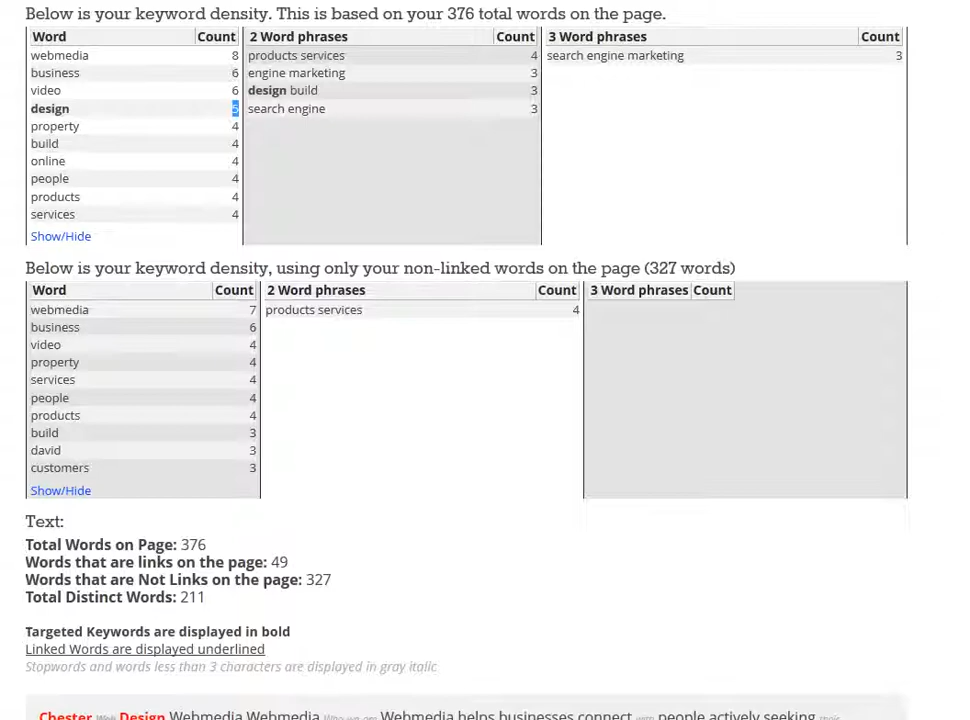 Below is your keyword density. This is based on your 376 total words on the page.
Word Count 2 Word phrases Count 3 Word phrases Count
webmedia 8 products services 4 search engine marketing 3
business 6 engine marketing 3
video 6 design build 3
design 5 search engine 3
property 4
build 4
online 4
people 4
products 4
services 4
Show/Hide
Below is your keyword density, using only your non-linked words on the page (327 words)
Word Count 2 Word phrases Count 3 Word phrases Count
webmedia 7 products services 4
business 6
video 4
property 4
services 4
people 4
products 4
build 3
david 3
customers 3
Show/Hide
Text:
Total Words on Page: 376
Words that are links on the page: 49
Words that are Not Links on the page: 327
Total Distinct Words: 211
Targeted Keywords are displayed in bold
Linked Words are displayed underlined
Stopwords and words less than 3 characters are displayed in gray italic
Chester Web Design Webmedia Webmedia Who we are Webmedia helps businesses connect with people actively seeking their